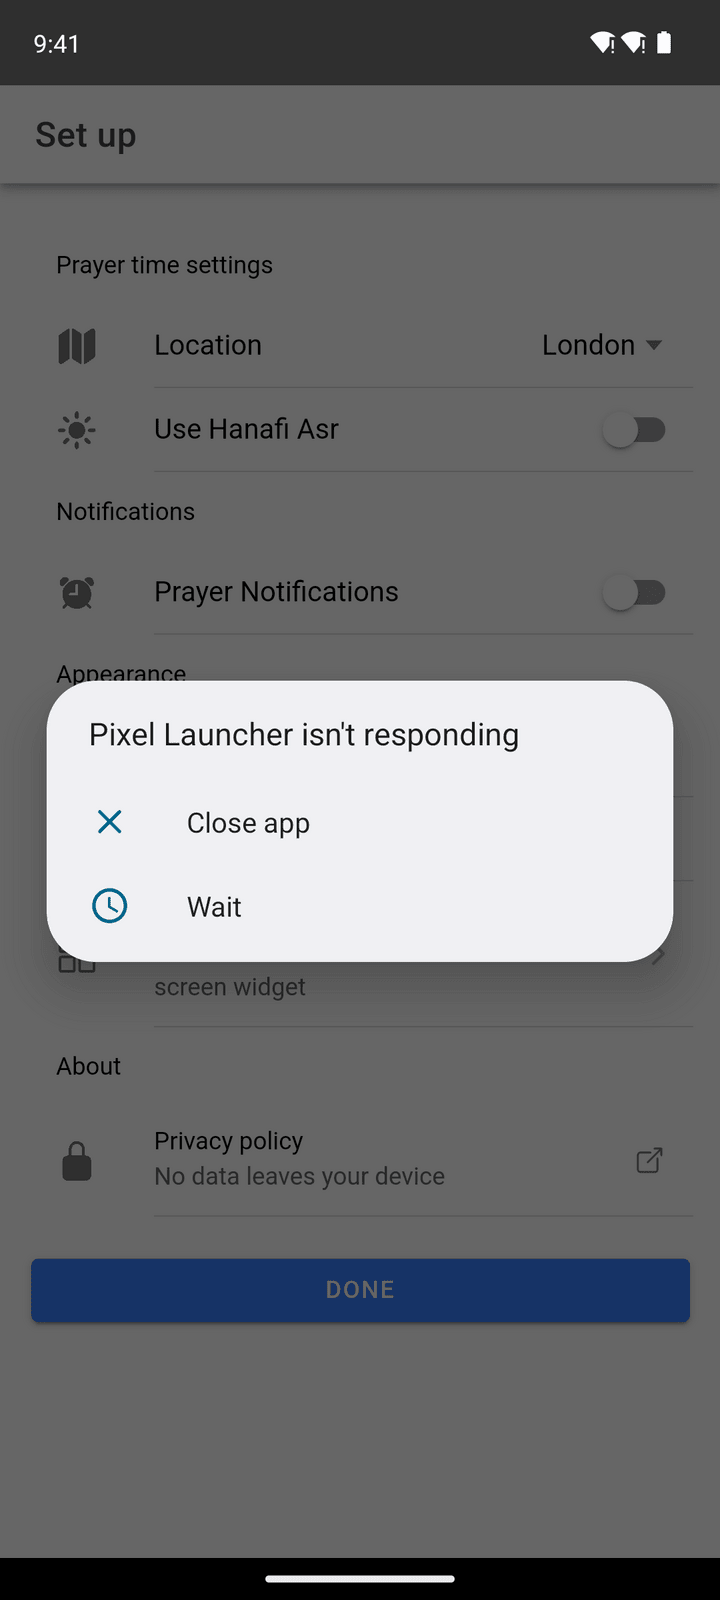 9:41
Set up
Prayer time settings
Location
London
Use Hanafi Asr
Notifications
Prayer Notifications
Appearance
Pixel Launcher isn't responding
Close app
Wait
screen widget
About
Privacy policy
No data leaves your device
DONE